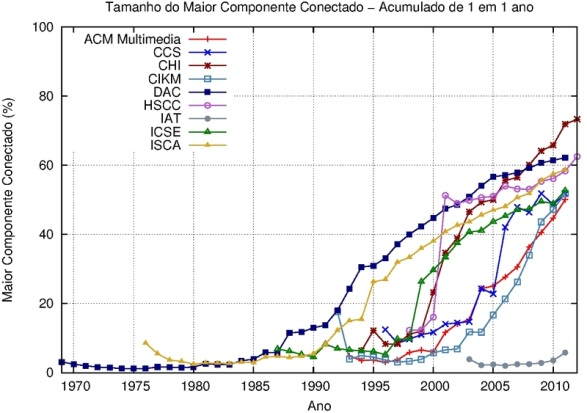 Tamanho do Maior Componente Conectado – Acumulado de 1 em 1 ano
Maior Componente Conectado (%)
100
80
60
40
20
0
ACM Multimedia
CCS
CHI
CIKM
DAC
HSCC
IAT
ICSE
ISCA
1970 1975 1980 1985 1990 1995 2000 2005 2010
Ano